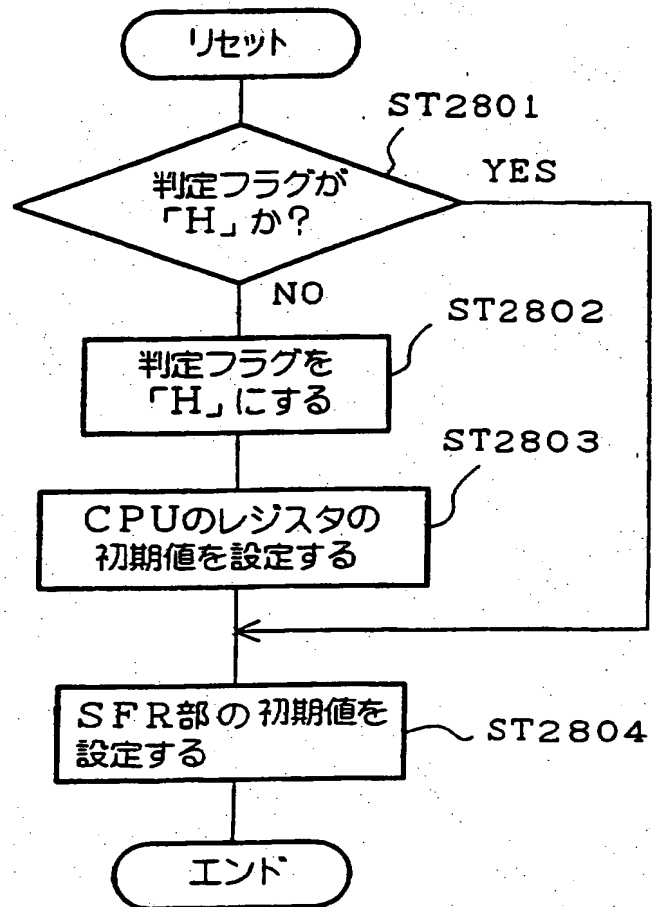 リセット
ST2801
判定フラグが
「H」か?
YES
NO
ST2802
判定フラグを
「H」にする
ST2803
CPUのレジスタの
初期値を設定する
SFR部の初期値を
設定する
ST2804
エンド